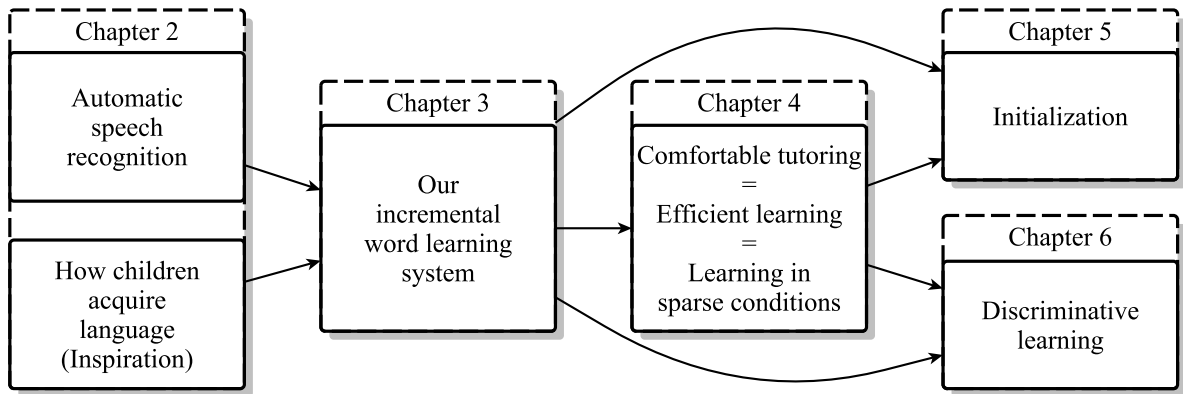 Chapter 2
Automatic
speech
recognition
How children
acquire
language
(Inspiration)
Chapter 3
Our
incremental
word learning
system
Chapter 4
Comfortable tutoring
=
Efficient learning
=
Learning in
sparse conditions
Chapter 5
Initialization
Chapter 6
Discriminative
learning